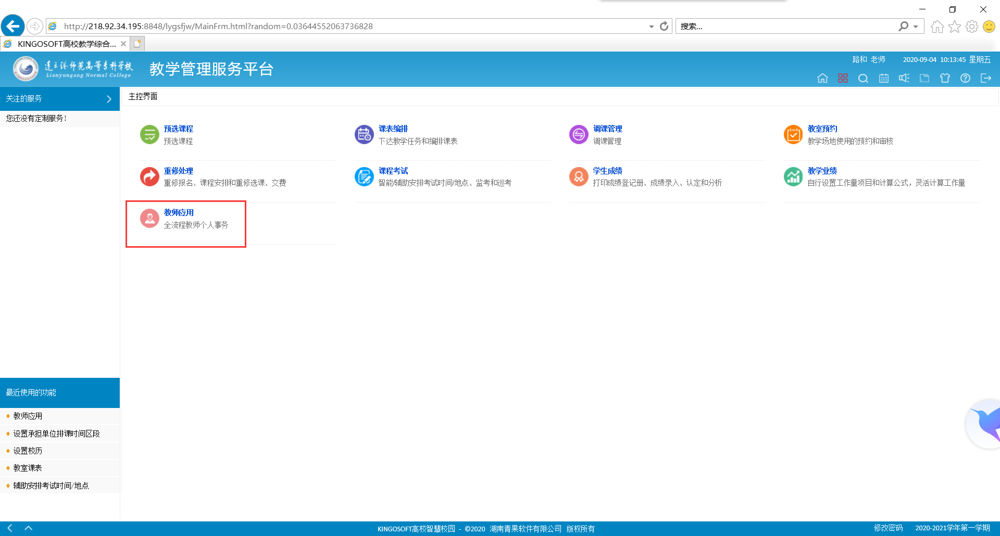 http://218.92.34.195:8848/lygsfjw/MainFrm.html?random=0.03644552063736828
搜索...
KINGOSOFT高校教学综合...
连云港师范高等专科学校
Lianyungang Normal College
教学管理服务平台
路和 老师 2020-09-04 10:13:45 星期五
关注的服务
您还没有定制服务!
主控界面
预选课程
预选课程
课表编排
下达教学任务和编排课表
调课管理
调课管理
教室预约
教学场地使用的预约和审核
重修处理
重修报名、课程安排和重修选课、交费
课程考试
智能/辅助安排考试时间/地点、监考和巡考
学生成绩
打印成绩登记册、成绩录入、认定和分析
教学业绩
自行设置工作量项目和计算公式，灵活计算工作量
教师应用
全流程教师个人事务
最近使用的功能
教师应用
设置承担单位排课时间区段
设置校历
教室课表
辅助安排考试时间/地点
KINGOSOFT高校智慧校园 - ©2020 湖南青果软件有限公司 版权所有
修改密码 2020-2021学年第一学期